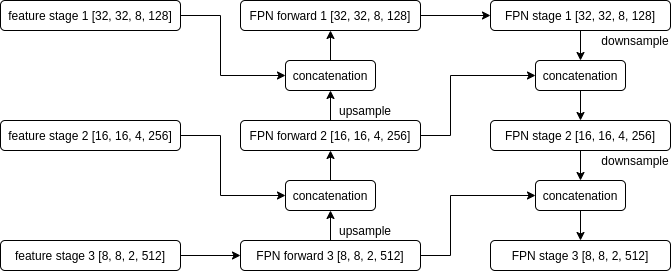 feature stage 1 [32, 32, 8, 128]
FPN forward 1 [32, 32, 8, 128]
FPN stage 1 [32, 32, 8, 128]
downsample
concatenation
concatenation
upsample
feature stage 2 [16, 16, 4, 256]
FPN forward 2 [16, 16, 4, 256]
FPN stage 2 [16, 16, 4, 256]
downsample
concatenation
concatenation
upsample
feature stage 3 [8, 8, 2, 512]
FPN forward 3 [8, 8, 2, 512]
FPN stage 3 [8, 8, 2, 512]